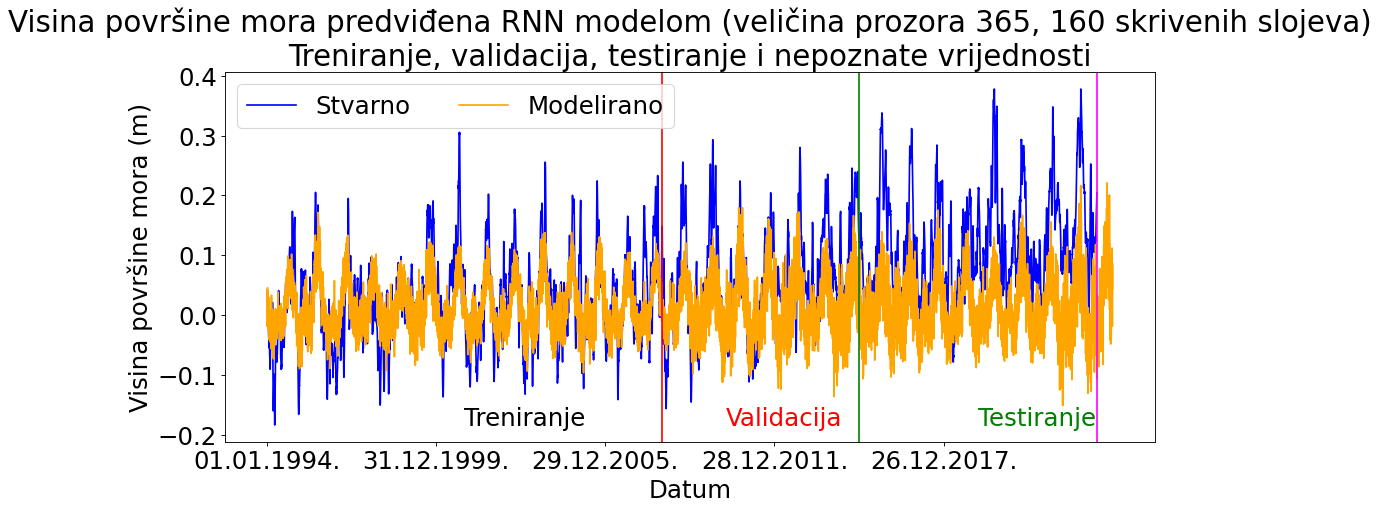 Visina površine mora predviđena RNN modelom (veličina prozora 365, 160 skrivenih slojeva)
Treniranje, validacija, testiranje i nepoznate vrijednosti
Stvarno Modelirano
Visina površine mora (m)
0.4
0.3
0.2
0.1
0.0
−0.1
−0.2
Treniranje Validacija Testiranje
01.01.1994. 31.12.1999. 29.12.2005. 28.12.2011. 26.12.2017.
Datum